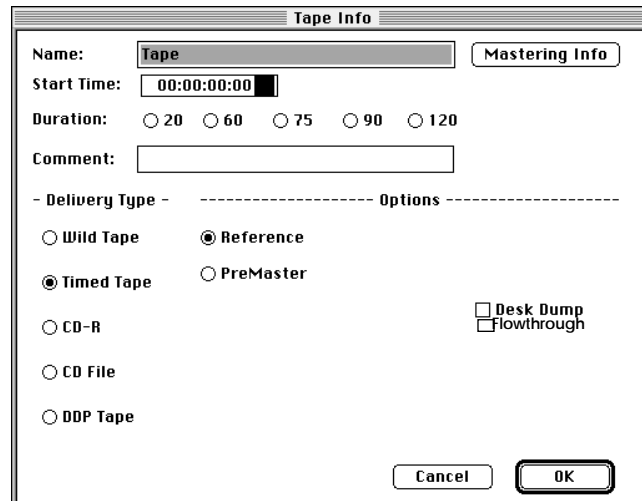 Tape Info
Name: Tape Mastering Info
Start Time: 00:00:00:00
Duration: 20 60 75 90 120
Comment:
- Delivery Type - -------------------- Options --------------------
Wild Tape Reference
Timed Tape PreMaster
Desk Dump
CD-R Flowthrough
CD File
DDP Tape
Cancel OK